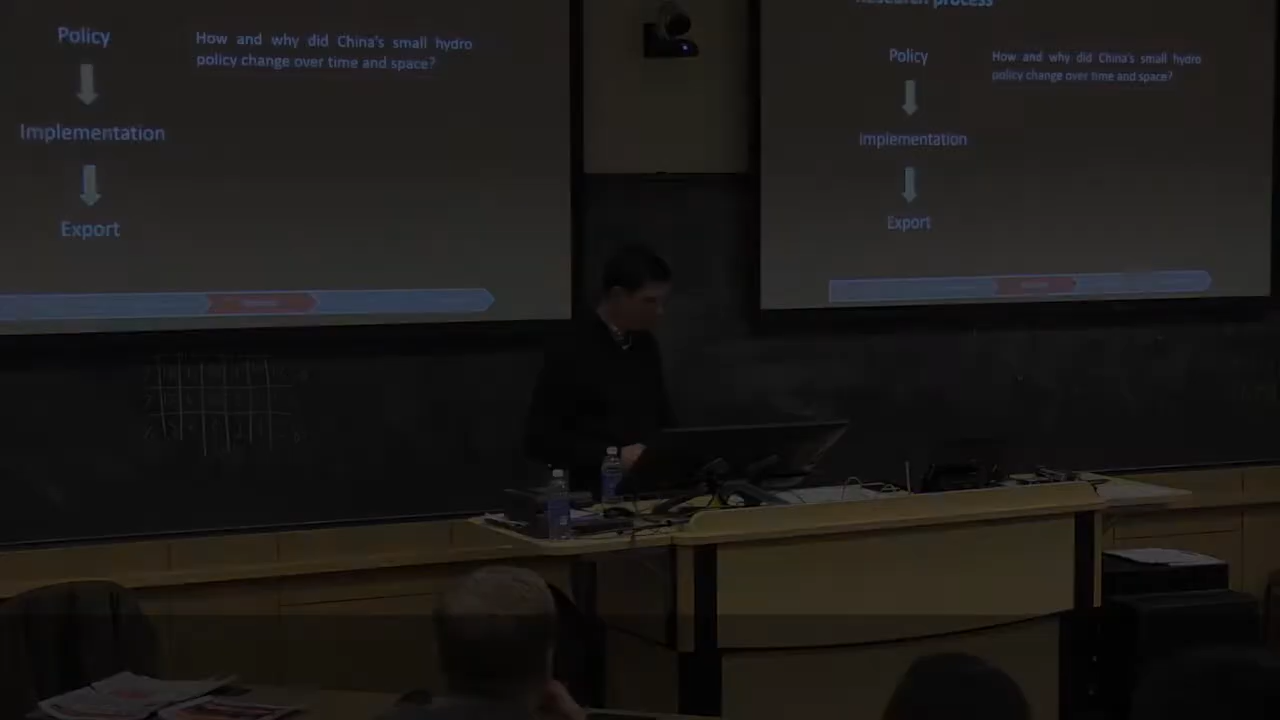 Policy
How and why did China's small hydro
policy change over time and space?
Implementation
Export
Research process
Policy
How and why did China's small hydro
policy change over time and space?
Implementation
Export